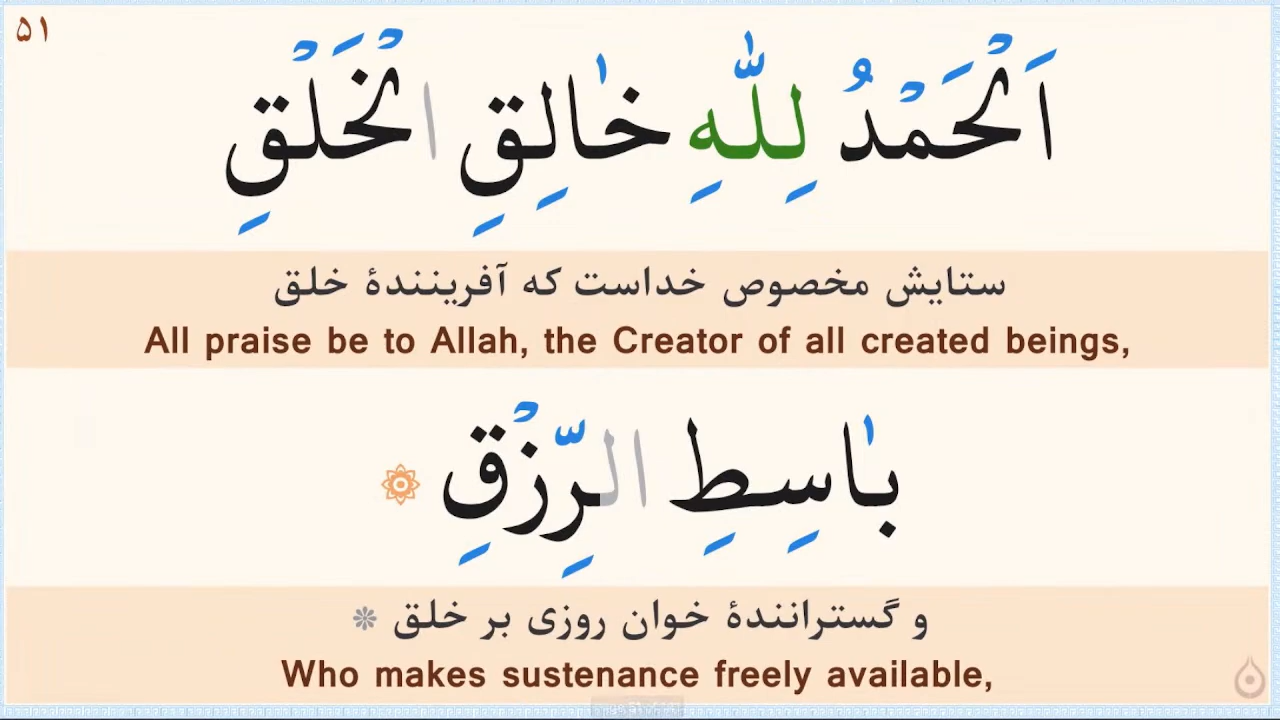 ۵۱
اَلْحَمْدُ لِلّٰهِ خٰالِقِ الْخَلْقِ
ستایش مخصوص خداست که آفرینندهٔ خلق
All praise be to Allah, the Creator of all created beings,
بٰاسِطِ الرِّزْقِ
و گسترانندهٔ خوان روزی بر خلق
Who makes sustenance freely available,